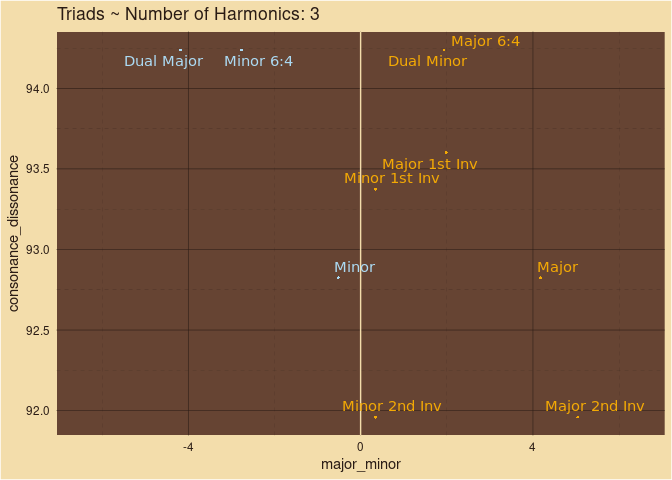 Triads ~ Number of Harmonics: 3
Major 6:4
Dual Major
Minor 6:4
Dual Minor
94.0
Major 1st Inv
93.5
Minor 1st Inv
consonance_dissonance
93.0
Minor
Major
92.5
Minor 2nd Inv
Major 2nd Inv
92.0
-4
0
4
major_minor